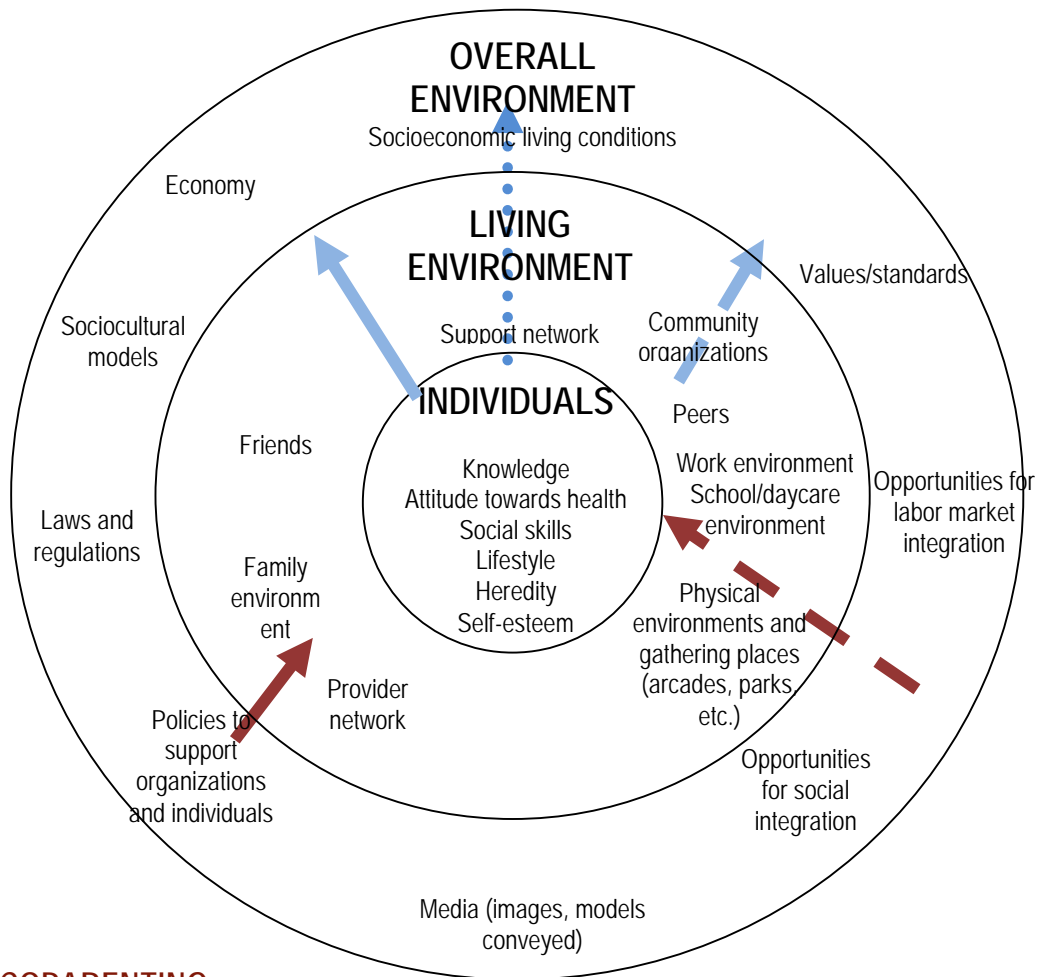 OVERALL
ENVIRONMENT
Socioeconomic living conditions
Economy
LIVING
ENVIRONMENT
Values/standards
Sociocultural
models
Support network
Community
organizations
INDIVIDUALS
Peers
Friends
Knowledge
Attitude towards health
Social skills
Lifestyle
Heredity
Self-esteem
Work environment
School/daycare
environment
Opportunities for
labor market
integration
Laws and
regulations
Family
environm
ent
Physical
environments and
gathering places
(arcades, parks,
etc.)
Provider
network
Policies to
support
organizations
and individuals
Opportunities
for social
integration
Media (images, models
conveyed)
COPARENTING